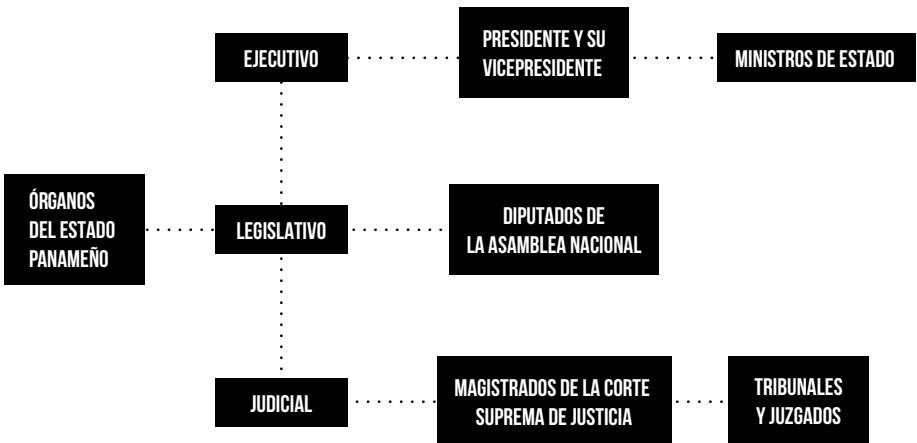 EJECUTIVO
PRESIDENTE Y SU
VICEPRESIDENTE
MINISTROS DE ESTADO
ÓRGANOS
DEL ESTADO
PANAMEÑO
LEGISLATIVO
DIPUTADOS DE
LA ASAMBLEA NACIONAL
JUDICIAL
MAGISTRADOS DE LA CORTE
SUPREMA DE JUSTICIA
TRIBUNALES
Y JUZGADOS